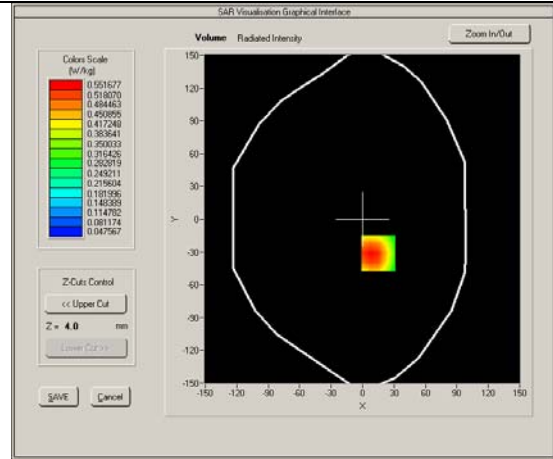 SAR Visualisation Graphical Interface
Volume Radiated Intensity
Zoom In/Out
Colors Scale
(W/kg)
0.551677
0.518070
0.484463
0.450855
0.417248
0.383641
0.350033
0.316426
0.282819
0.249211
0.215604
0.181996
0.148389
0.114782
0.081174
0.047567
Z-Cuts Control
<< Upper Cut
Z = 4.0 mm
Lower Cut >>
SAVE Cancel
150
120
90
60
30
0
-30
-60
-90
-120
-150
Y
-150 -120 -90 -60 -30 0 30 60 90 120 150
X